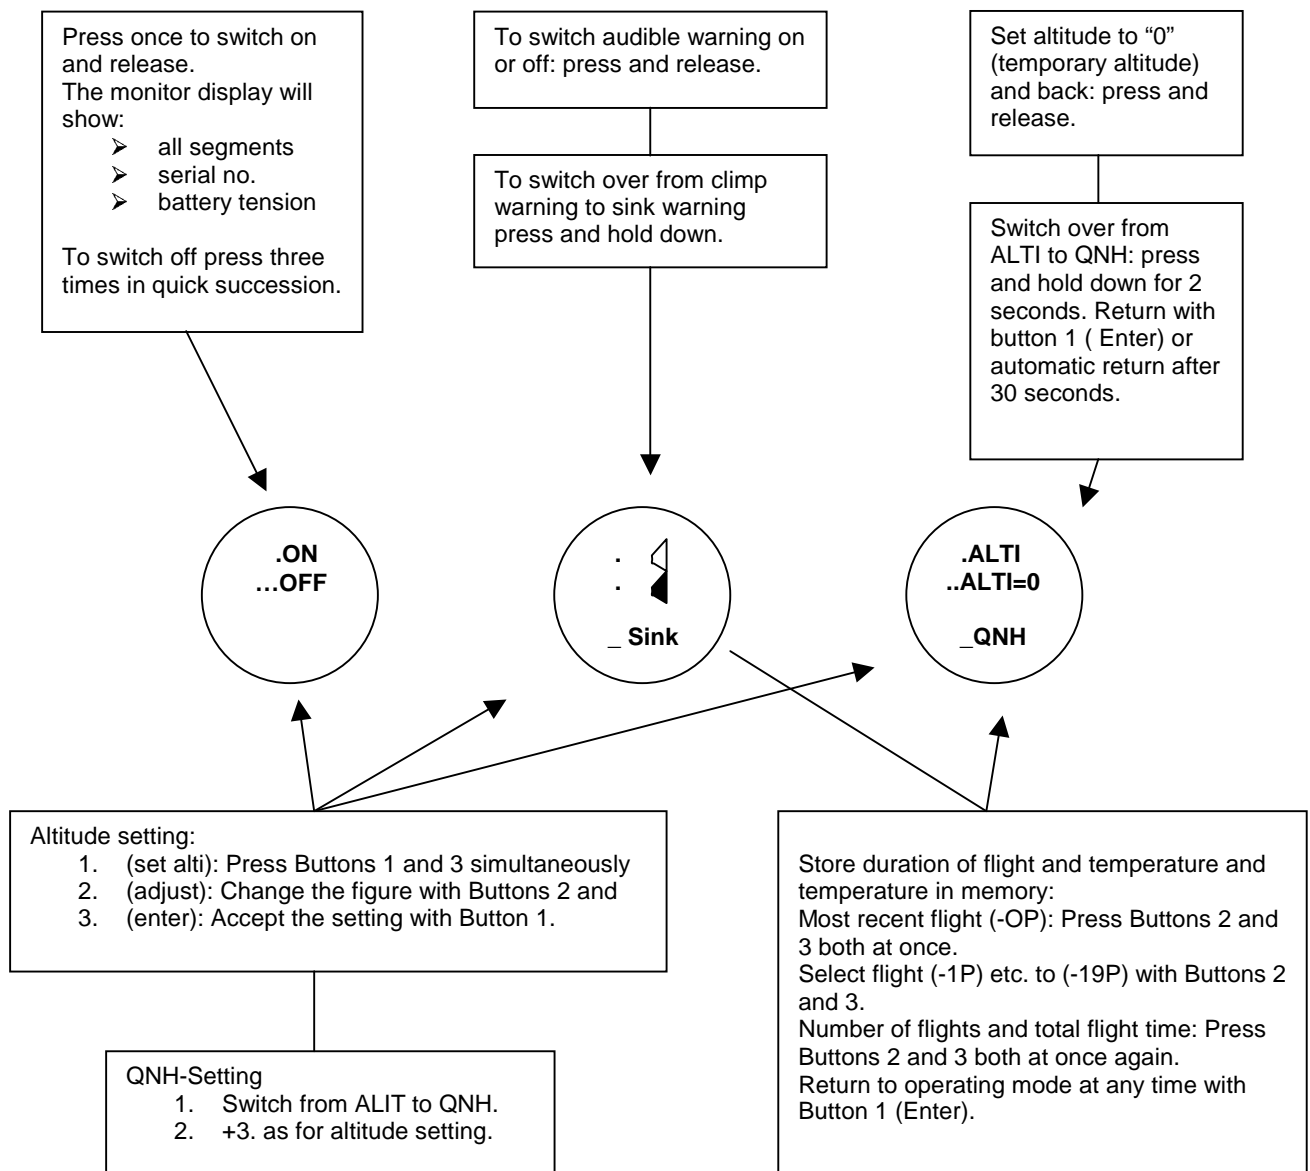 Press once to switch on
and release.
The monitor display will
show:
➢ all segments
➢ serial no.
➢ battery tension
To switch off press three
times in quick succession.
To switch audible warning on
or off: press and release.
To switch over from climp
warning to sink warning
press and hold down.
Set altitude to “0”
(temporary altitude)
and back: press and
release.
Switch over from
ALTI to QNH: press
and hold down for 2
seconds. Return with
button 1 ( Enter) or
automatic return after
30 seconds.
.ON
...OFF
.
.
_ Sink
.ALTI
..ALTI=0
_QNH
Altitude setting:
1. (set alti): Press Buttons 1 and 3 simultaneously
2. (adjust): Change the figure with Buttons 2 and
3. (enter): Accept the setting with Button 1.
QNH-Setting
1. Switch from ALIT to QNH.
2. +3. as for altitude setting.
Store duration of flight and temperature and
temperature in memory:
Most recent flight (-OP): Press Buttons 2 and
3 both at once.
Select flight (-1P) etc. to (-19P) with Buttons 2
and 3.
Number of flights and total flight time: Press
Buttons 2 and 3 both at once again.
Return to operating mode at any time with
Button 1 (Enter).